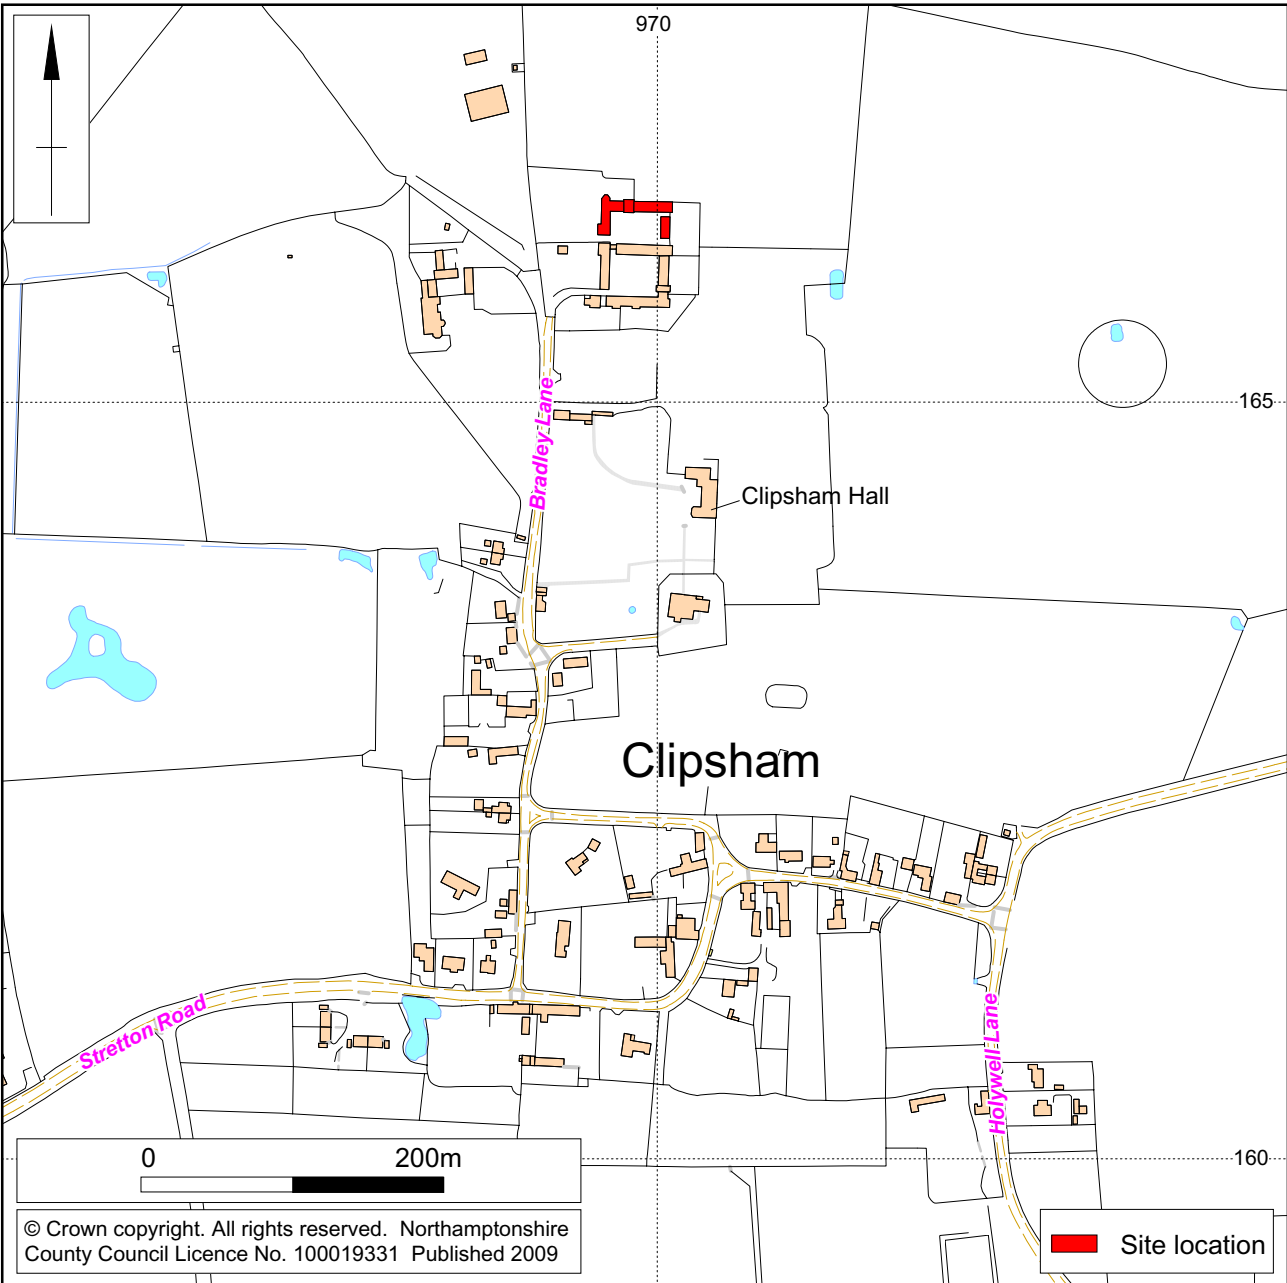 970
165
Bradley Lane
Clipsham Hall
Clipsham
Stretton Road
Holywell Lane
0 200m
160
© Crown copyright. All rights reserved. Northamptonshire
County Council Licence No. 100019331 Published 2009
Site location